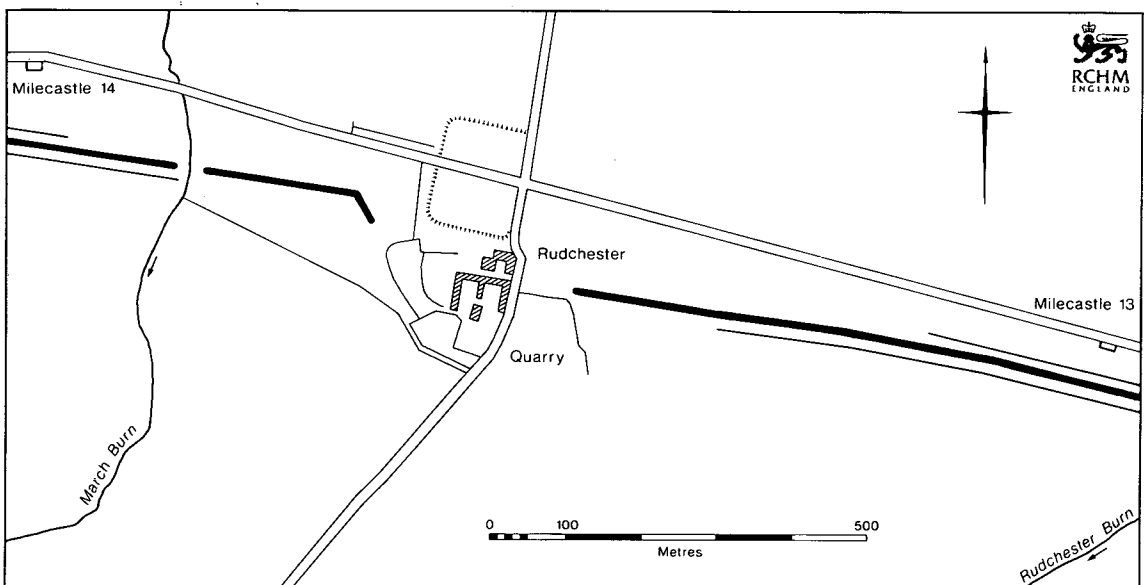 RCHM
ENGLAND
Milecastle 14
Rudchester
Milecastle 13
Quarry
March Burn
0 100 500
Metres
Rudchester Burn